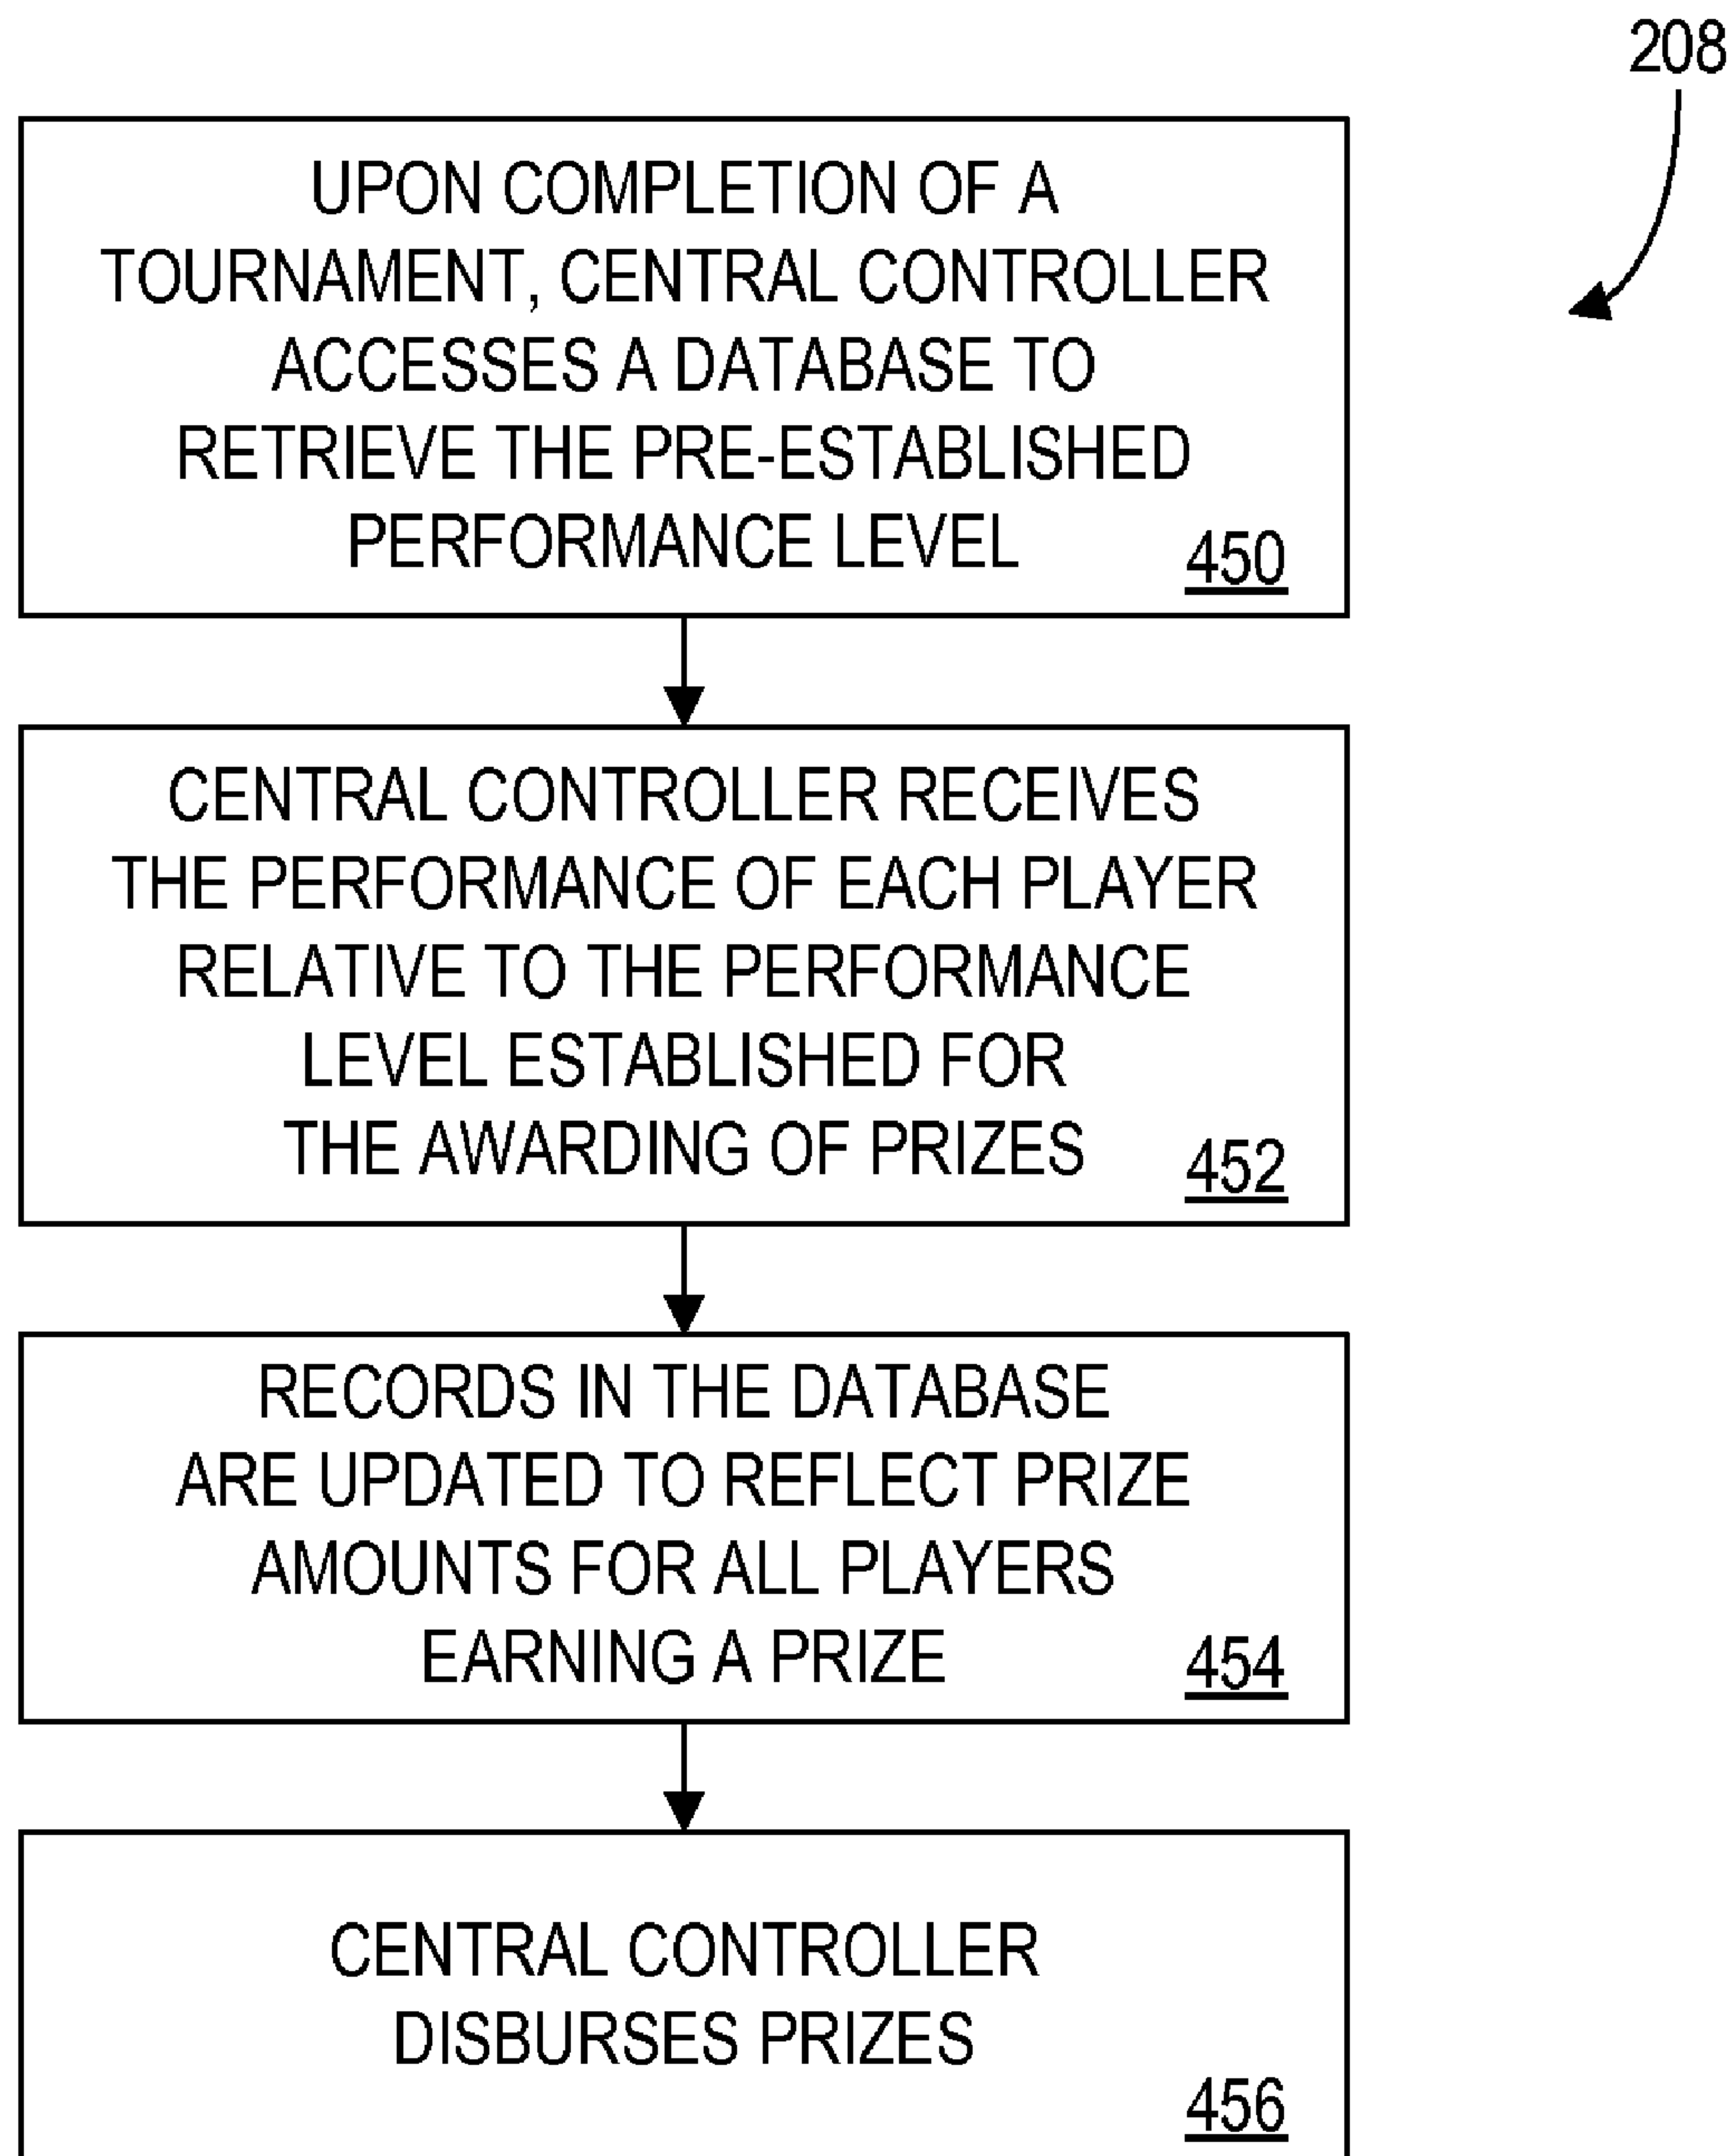 208
UPON COMPLETION OF A
TOURNAMENT, CENTRAL CONTROLLER
ACCESSES A DATABASE TO
RETRIEVE THE PRE-ESTABLISHED
PERFORMANCE LEVEL
450
CENTRAL CONTROLLER RECEIVES
THE PERFORMANCE OF EACH PLAYER
RELATIVE TO THE PERFORMANCE
LEVEL ESTABLISHED FOR
THE AWARDING OF PRIZES
452
RECORDS IN THE DATABASE
ARE UPDATED TO REFLECT PRIZE
AMOUNTS FOR ALL PLAYERS
EARNING A PRIZE
454
CENTRAL CONTROLLER
DISBURSES PRIZES
456